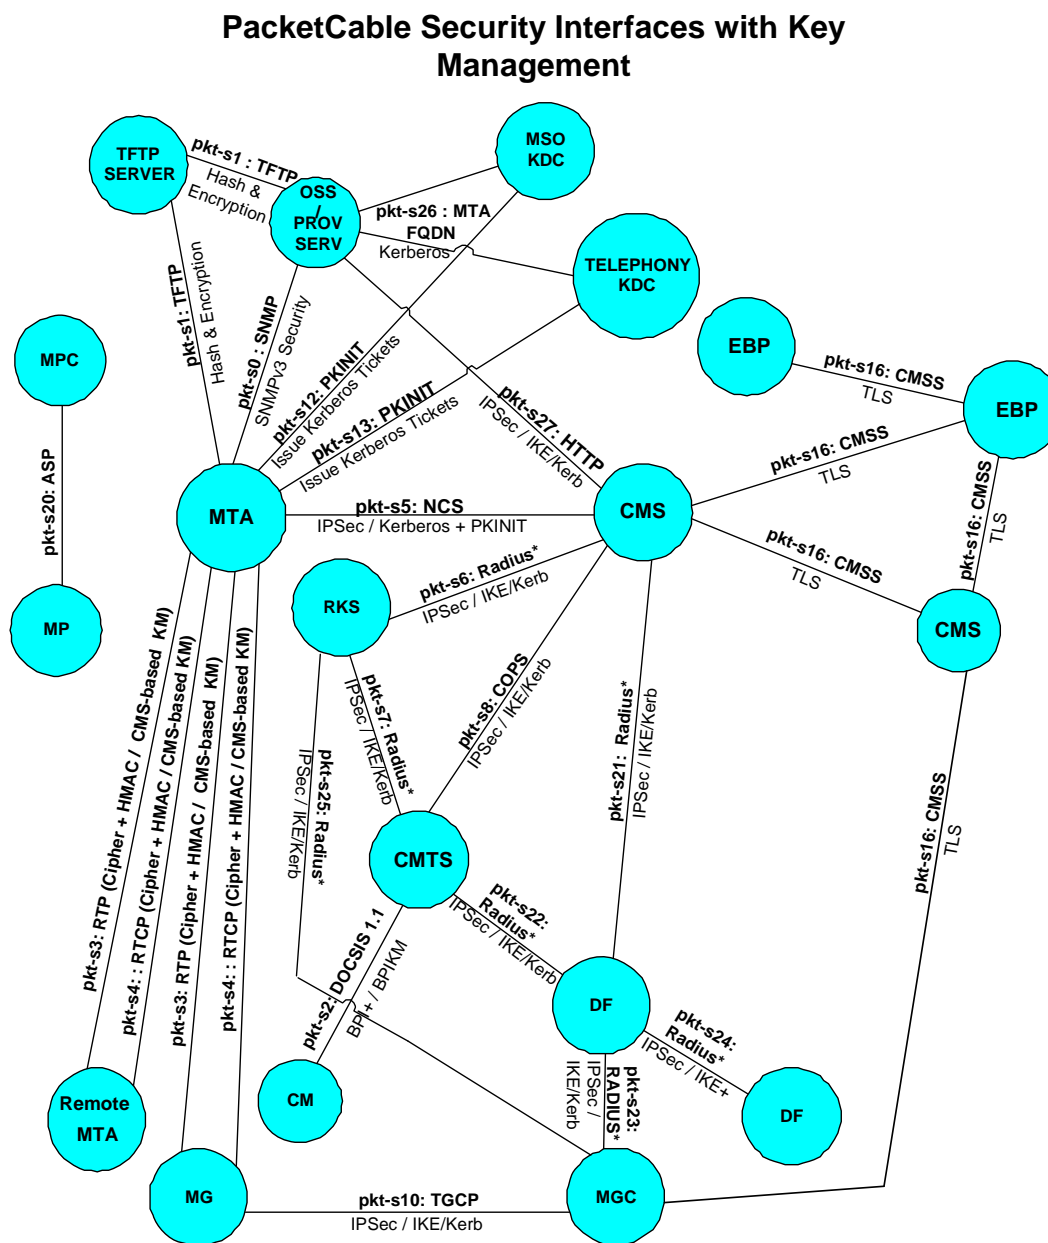 PacketCable Security Interfaces with Key
Management
TFTP
SERVER
pkt-s1 : TFTP
Hash &
Encryption
OSS
/
PROV
SERV
MSO
KDC
pkt-s26 : MTA
FQDN
Kerberos
TELEPHONY
KDC
pkt-s1: TFTP
Hash & Encryption
pkt-s0 : SNMP
SNMPv3 Security
pkt-s12: PKINIT
Issue Kerberos Tickets
pkt-s13: PKINIT
Issue Kerberos Tickets
pkt-s27: HTTP
IPSec / IKE/Kerb
MPC
pkt-s20: ASP
MP
EBP
pkt-s16: CMSS
TLS
EBP
pkt-s16: CMSS
TLS
pkt-s16: CMSS
TLS
MTA
pkt-s5: NCS
IPSec / Kerberos + PKINIT
CMS
pkt-s16: CMSS
TLS
CMS
RKS
pkt-s6: Radius*
IPSec / IKE/Kerb
pkt-s7: Radius*
IPSec / IKE/Kerb
pkt-s8: COPS
IPSec / IKE/Kerb
pkt-s21: Radius*
IPSec / IKE/Kerb
pkt-s25: Radius*
IPSec / IKE/Kerb
pkt-s3: RTP (Cipher + HMAC / CMS-based KM)
pkt-s4: : RTCP (Cipher + HMAC / CMS-based KM)
pkt-s3: RTP (Cipher + HMAC / CMS-based KM)
pkt-s4: : RTCP (Cipher + HMAC / CMS-based KM)
pkt-s16: CMSS
TLS
CMTS
pkt-s22:
Radius*
IPSec / IKE/Kerb
pkt-s2: DOCSIS 1.1
BPI+ / BPIKM
DF
pkt-s24:
Radius*
IPSec / IKE+
pkt-s23:
RADIUS*
IPSec /
IKE/Kerb
CM
DF
Remote
MTA
MG
pkt-s10: TGCP
IPSec / IKE/Kerb
MGC